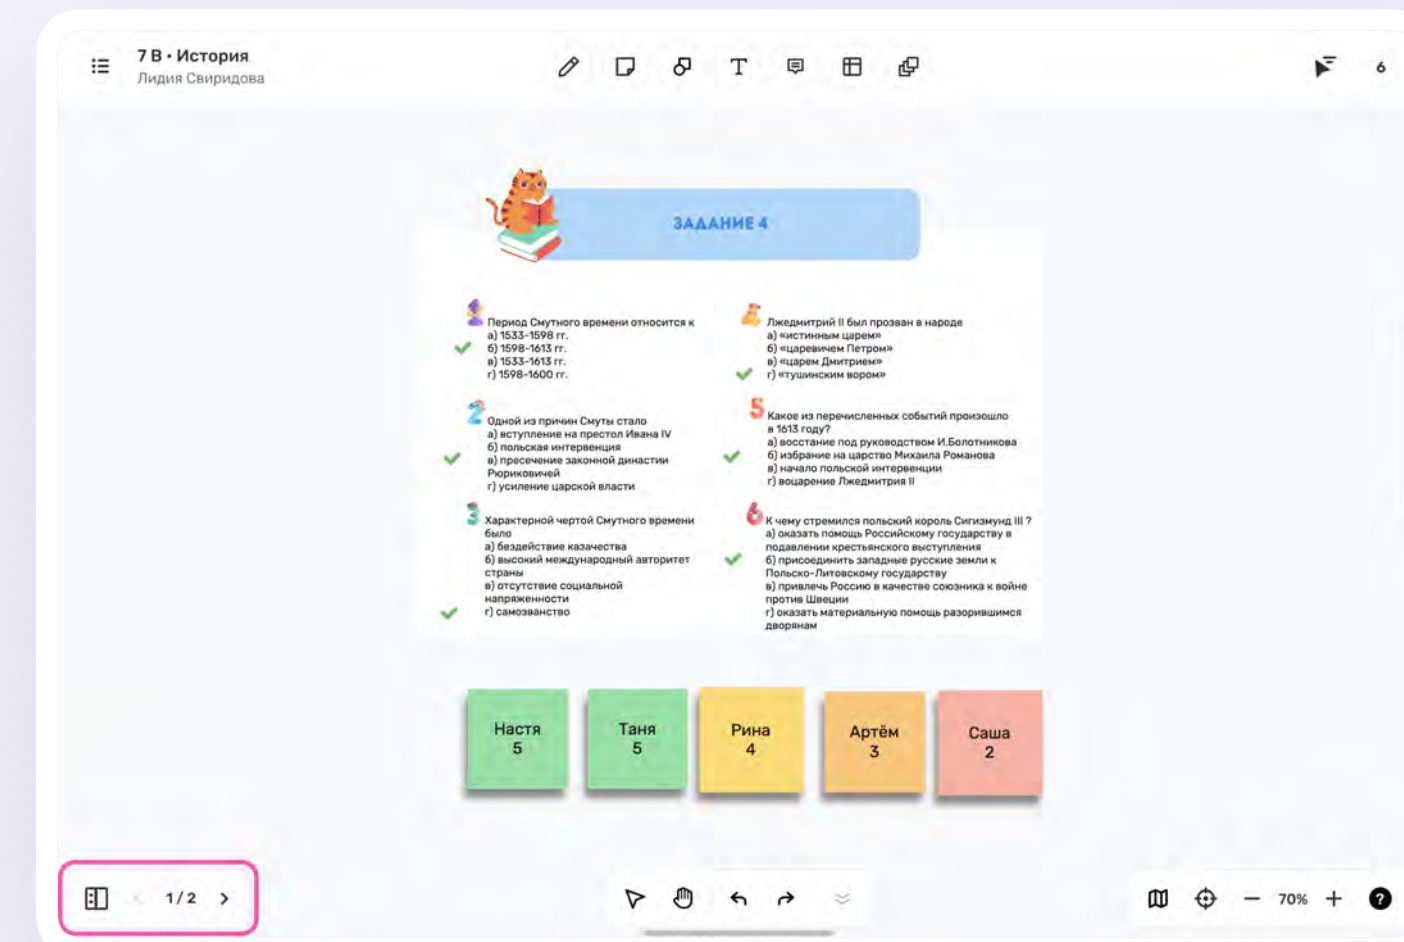 7 В · История
Лидия Свиридова
6
ЗАДАНИЕ 4
1
Период Смутного времени относится к
а) 1533-1598 гг.
б) 1598-1613 гг.
в) 1533-1613 гг.
г) 1598-1600 гг.
2
Одной из причин Смуты стало
а) вступление на престол Ивана IV
б) польская интервенция
в) пресечение законной династии
Рюриковичей
г) усиление царской власти
3
Характерной чертой Смутного времени
было
а) бездействие казачества
б) высокий международный авторитет
страны
в) отсутствие социальной
напряженности
г) самозванство
4
Лжедмитрий II был прозван в народе
а) «истинным царем»
б) «царевичем Петром»
в) «царем Дмитрием»
г) «тушинским вором»
5
Какое из перечисленных событий произошло
в 1613 году?
а) восстание под руководством И.Болотникова
б) избрание на царство Михаила Романова
в) начало польской интервенции
г) воцарение Лжедмитрия II
6
К чему стремился польский король Сигизмунд III ?
а) оказать помощь Российскому государству в
подавлении крестьянского выступления
б) присоединить западные русские земли к
Польско-Литовскому государству
в) привлечь Россию в качестве союзника к войне
против Швеции
г) оказать материальную помощь разорившимся
дворянам
Настя
5
Таня
5
Рина
4
Артём
3
Саша
2
1 / 2
70%
?